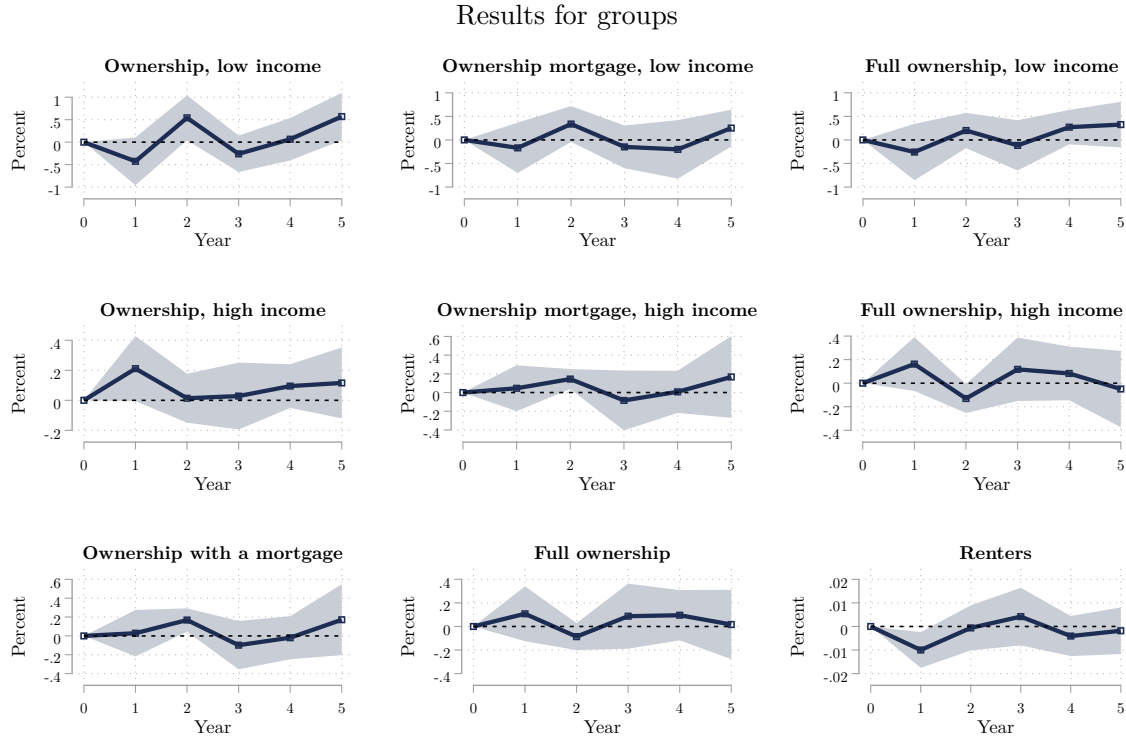 Results for groups
Ownership, low income
Percent
1
.5
0
-.5
-1
0 1 2 3 4 5
Year
Ownership mortgage, low income
Percent
1
.5
0
-.5
-1
0 1 2 3 4 5
Year
Full ownership, low income
Percent
1
.5
0
-.5
-1
0 1 2 3 4 5
Year
Ownership, high income
Percent
.4
.2
0
-.2
0 1 2 3 4 5
Year
Ownership mortgage, high income
Percent
.6
.4
.2
0
-.2
-.4
0 1 2 3 4 5
Year
Full ownership, high income
Percent
.4
.2
0
-.2
-.4
0 1 2 3 4 5
Year
Ownership with a mortgage
Percent
.6
.4
.2
0
-.2
-.4
0 1 2 3 4 5
Year
Full ownership
Percent
.4
.2
0
-.2
-.4
0 1 2 3 4 5
Year
Renters
Percent
.02
.01
0
-.01
-.02
0 1 2 3 4 5
Year